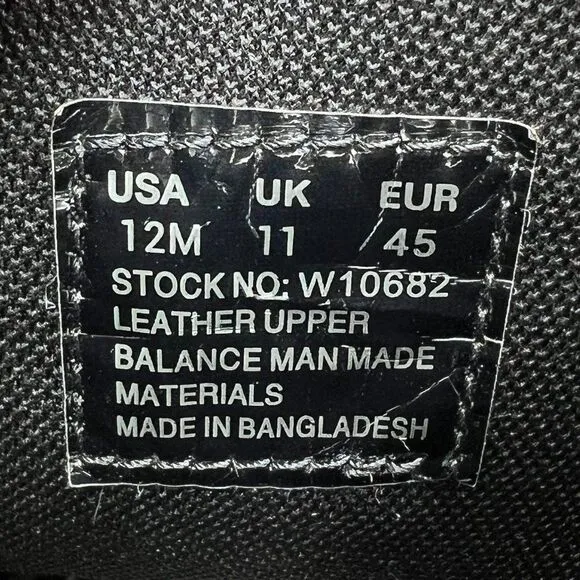 USA UK EUR
12M 11 45
STOCK NO: W10682
LEATHER UPPER
BALANCE MAN MADE
MATERIALS
MADE IN BANGLADESH